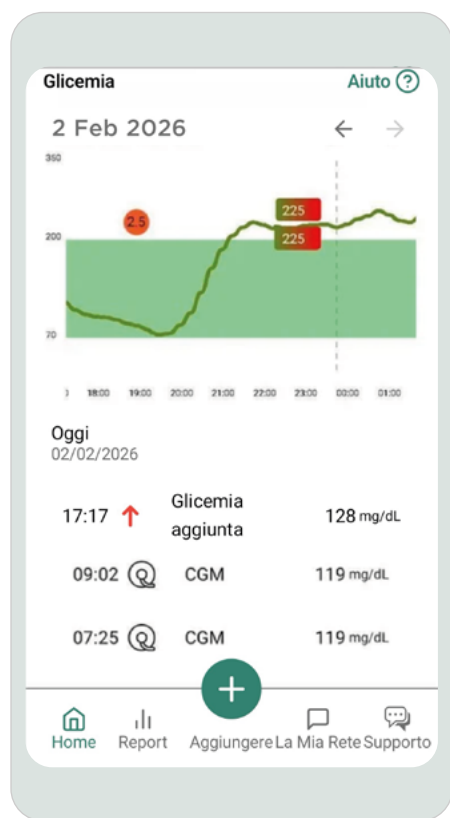 Glicemia Aiuto ?
2 Feb 2026 ← →
350
2.5
225
200
225
70
18:00 19:00 20:00 21:00 22:00 23:00 00:00 01:00
Oggi
02/02/2026
17:17 Glicemia aggiunta 128 mg/dL
09:02 CGM 119 mg/dL
07:25 CGM 119 mg/dL
+
Home Report Aggiungere La Mia Rete Supporto